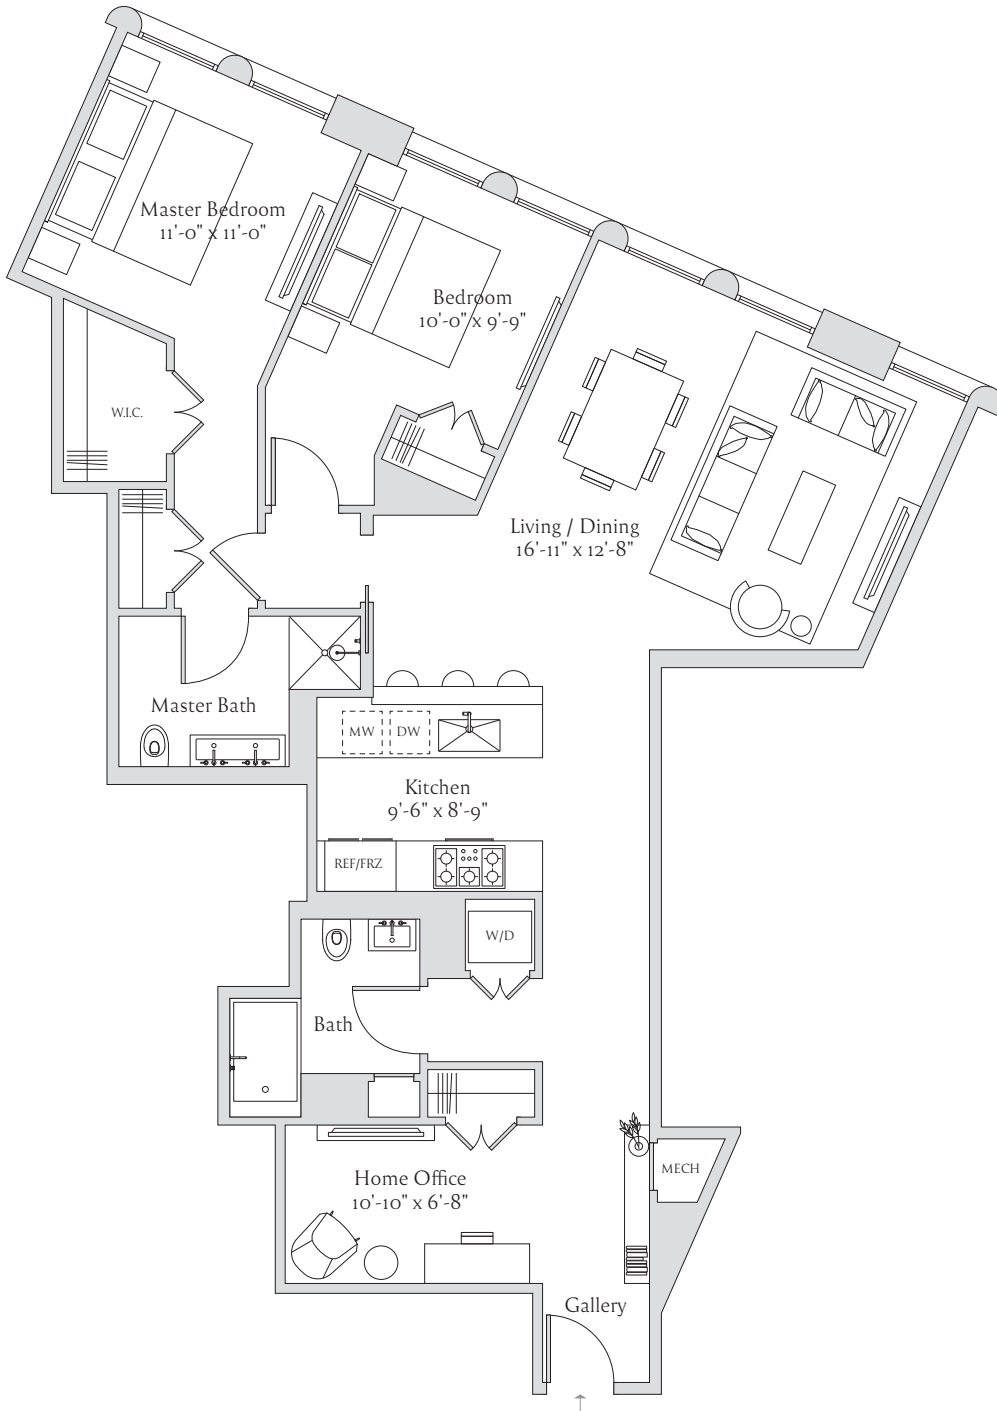 Master Bedroom
11'-0" x 11'-0"
Bedroom
10'-0" x 9'-9"
W.I.C.
Living / Dining
16'-11" x 12'-8"
Master Bath
MW
DW
Kitchen
9'-6" x 8'-9"
REF/FRZ
W/D
Bath
MECH
Home Office
10'-10" x 6'-8"
Gallery